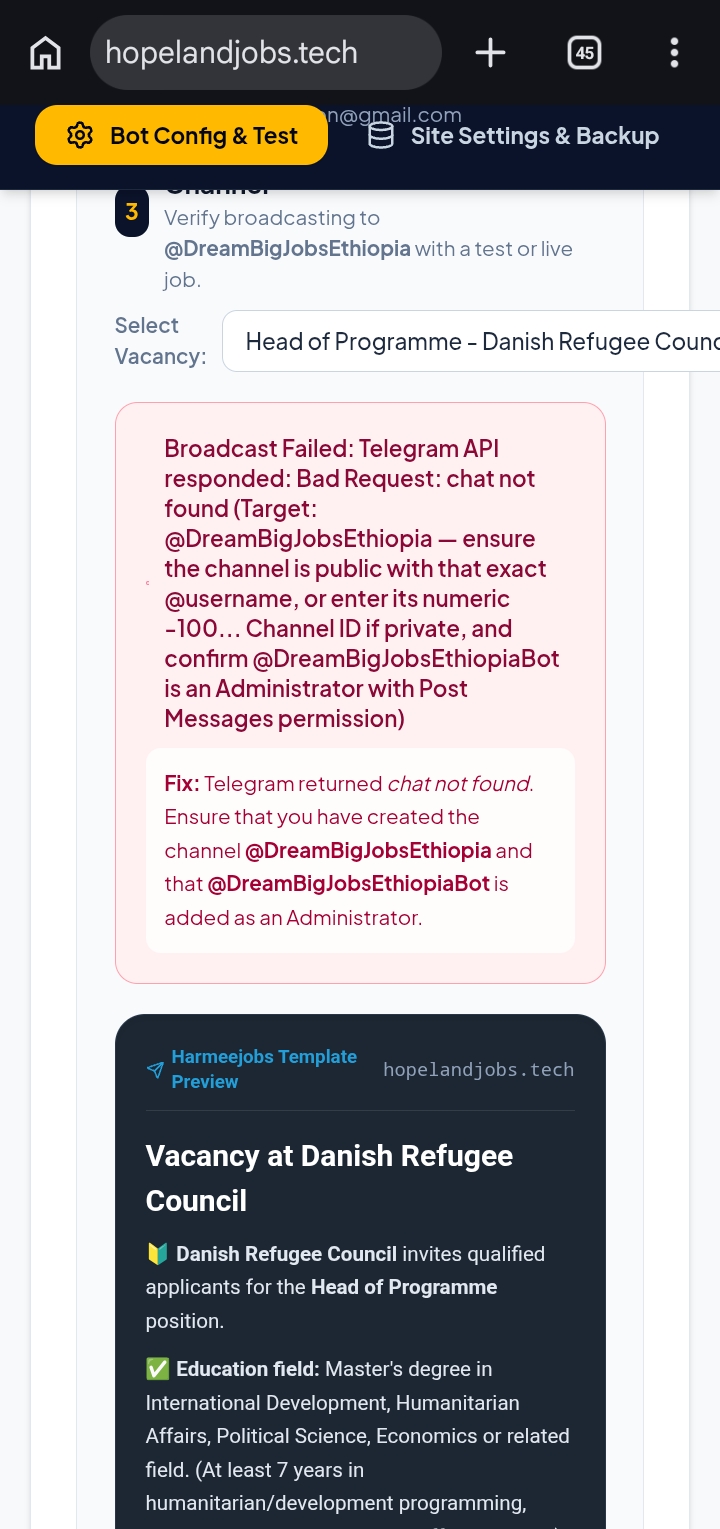 hopelandjobs.tech
45
n@gmail.com
Bot Config & Test
Site Settings & Backup
Channel
3
Verify broadcasting to
@DreamBigJobsEthiopia with a test or live
job.
Select
Vacancy:
Head of Programme - Danish Refugee Counc
Broadcast Failed: Telegram API
responded: Bad Request: chat not
found (Target:
@DreamBigJobsEthiopia — ensure
the channel is public with that exact
@username, or enter its numeric
-100... Channel ID if private, and
confirm @DreamBigJobsEthiopiaBot
is an Administrator with Post
Messages permission)
Fix: Telegram returned chat not found.
Ensure that you have created the
channel @DreamBigJobsEthiopia and
that @DreamBigJobsEthiopiaBot is
added as an Administrator.
Harmeejobs Template
Preview
hopelandjobs.tech
Vacancy at Danish Refugee
Council
🔰 Danish Refugee Council invites qualified
applicants for the Head of Programme
position.
✅ Education field: Master's degree in
International Development, Humanitarian
Affairs, Political Science, Economics or related
field. (At least 7 years in
humanitarian/development programming,